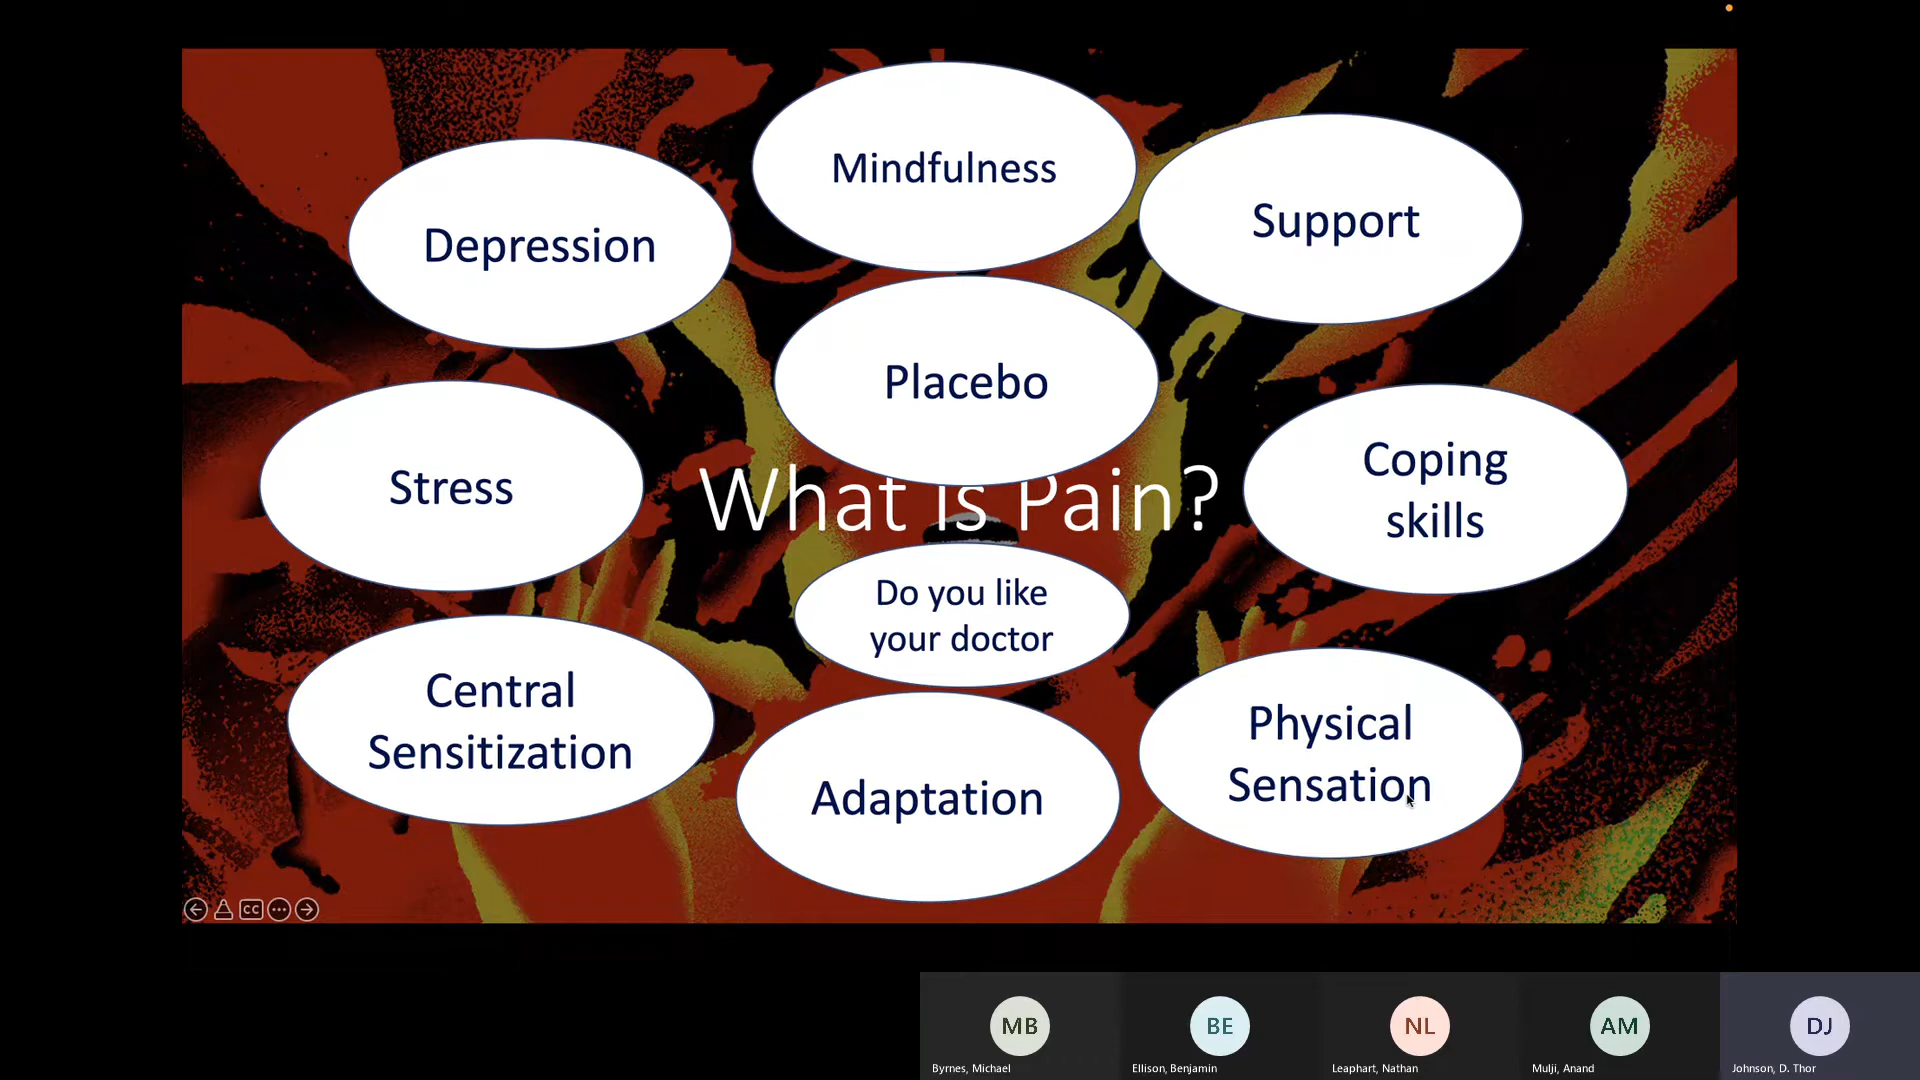 Mindfulness
Depression
Support
Placebo
Stress
What is Pain?
Coping
skills
Do you like
your doctor
Central
Sensitization
Adaptation
Physical
Sensation
CC
MB
BE
NL
AM
DJ
Byrnes, Michael
Ellison, Benjamin
Leaphart, Nathan
Mulji, Anand
Johnson, D. Thor